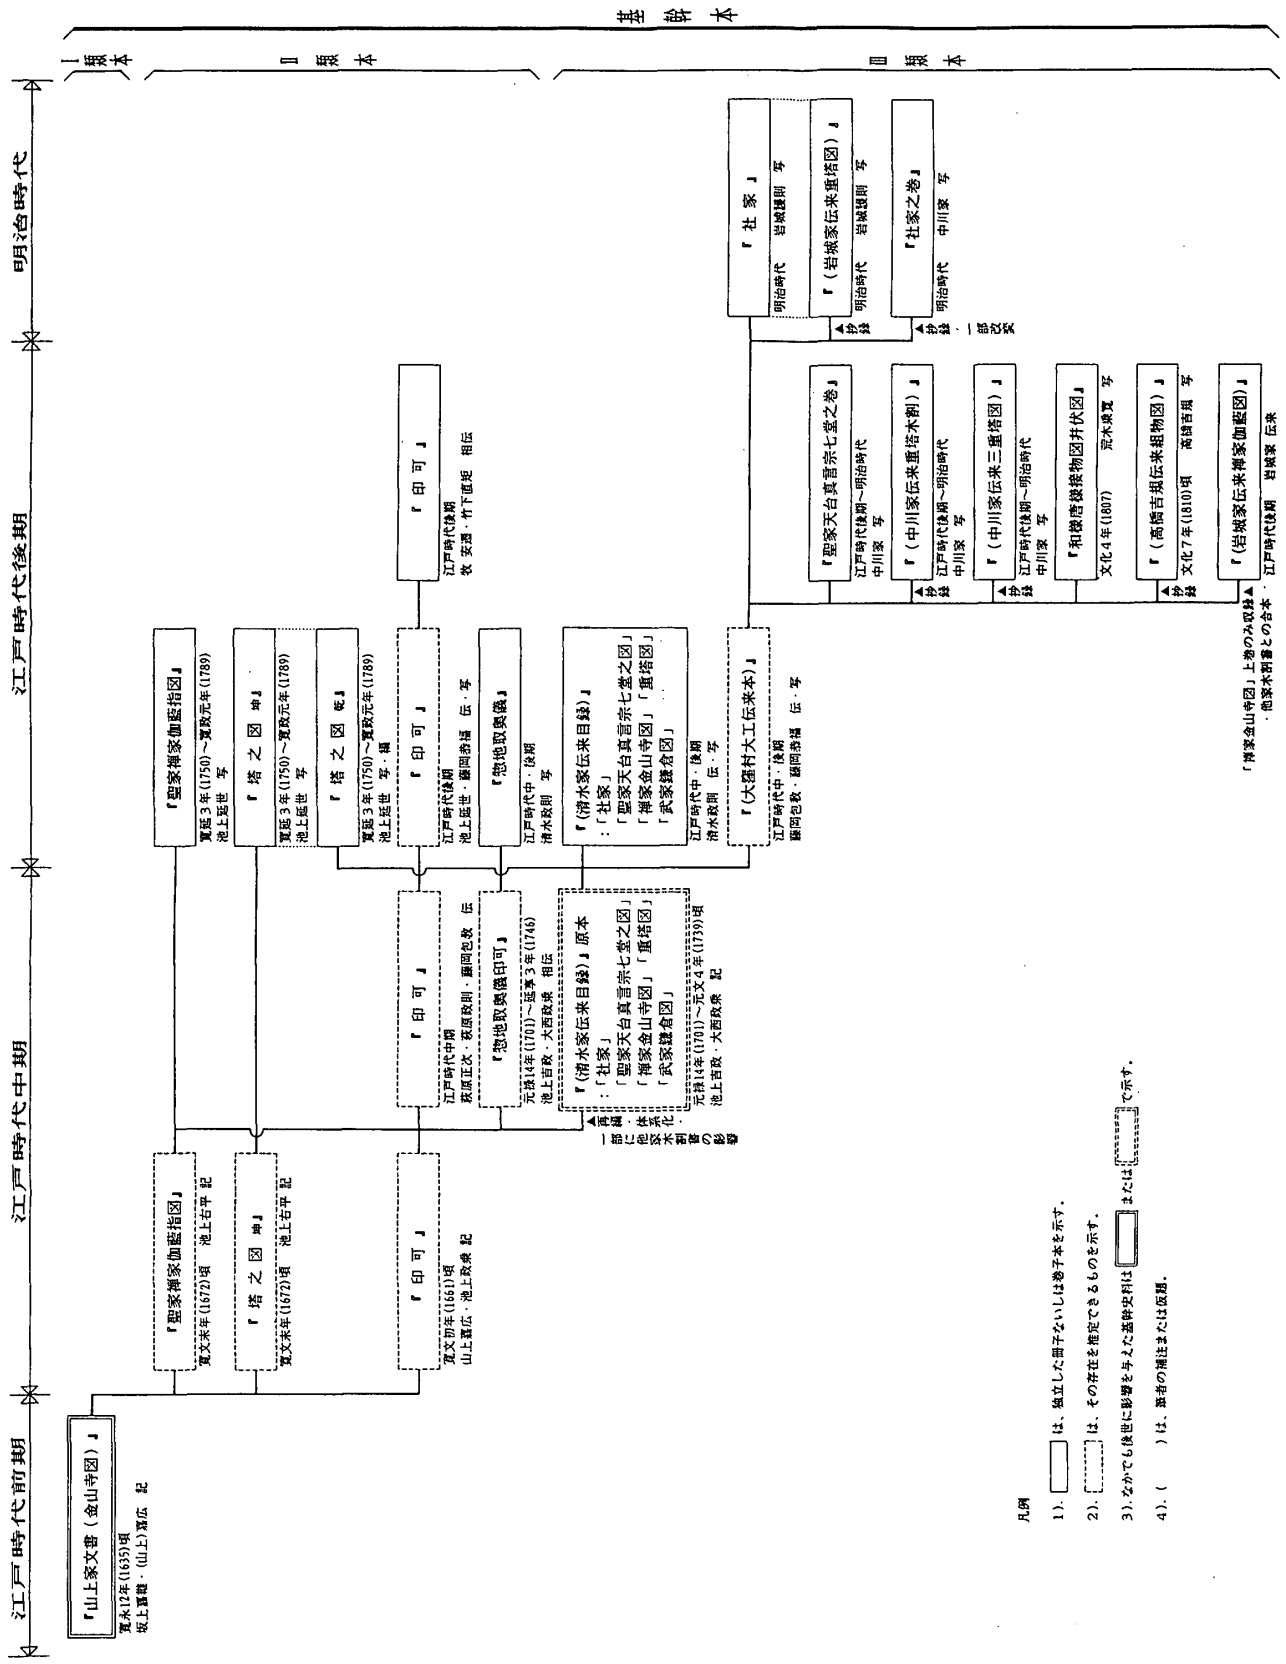 基幹本
I類本
II類本
III類本
江戸時代前期
江戸時代中期
江戸時代後期
明治時代
『山上家文書(金山寺図)』
寛永12年(1635)頃
坂上嘉継・(山上)嘉広 記
『聖家禅家伽藍指図』
寛文末年(1672)頃 池上右平 記
『塔之図 坤』
寛文末年(1672)頃 池上右平 記
『印可』
寛文初年(1661)頃
山上嘉広・池上政乗 記
『印可』
江戸時代中期
萩原正次・萩原政則・藤岡包教 伝
『惣地取奥儀印可』
元禄14年(1701)～延享3年(1746)
池上吉政・大西政乗 相伝
『(清水家伝来目録)』原本
:「社家」
「聖家天台真言宗七堂之図」
「禅家金山寺図」「重塔図」
「武家鎌倉図」
元禄14年(1701)～元文4年(1739)頃
池上吉政・大西政乗 記
▲再編・体系化・
一部に他家木割書の影響
『聖家禅家伽藍指図』
寛延3年(1750)～寛政元年(1789)
池上延世 写
『塔之図 坤』
寛延3年(1750)～寛政元年(1789)
池上延世 写
『塔之図 乾』
寛延3年(1750)～寛政元年(1789)
池上延世 写・編
『印可』
江戸時代後期
池上延世・藤岡恭福 伝・写
『惣地取奥儀』
江戸時代中・後期
清水政則 写
『(清水家伝来目録)』
:「社家」
「聖家天台真言宗七堂之図」
「禅家金山寺図」「重塔図」
「武家鎌倉図」
江戸時代中・後期
清水政則 伝・写
『(大窪村大工伝来本)』
江戸時代中・後期
藤岡包教・藤岡恭福 伝・写
『印可』
江戸時代後期
牧安遷・竹下直矩 相伝
『聖家天台真言宗七堂之巻』
江戸時代後期～明治時代
中川家 写
『(中川家伝来重塔木割)』
▲抄録
江戸時代後期～明治時代
中川家 写
『(中川家伝来三重塔図)』
▲抄録
江戸時代後期～明治時代
中川家 写
『和様唐様接物図幷伏図』
文化4年(1807) 荒木乗寛 写
『(高橋吉規伝来組物図)』
▲抄録
文化7年(1810)頃 高橋吉規 写
『(岩城家伝来禅家伽藍図)』
江戸時代後期 岩城家 伝来
「禅家金山寺図」上巻のみ収録▲
・他家木割書との合本・
『社家』
明治時代 岩城謖則 写
『(岩城家伝来重塔図)』
▲抄録
明治時代 岩城謖則 写
『社家之巻』
▲抄録・一部改変
明治時代 中川家 写
凡例
1). は、独立した冊子ないしは巻子本を示す。
2). は、その存在を推定できるものを示す。
3). なかでも後世に影響を与えた基幹史料は または で示す。
4). ( )は、筆者の補注または仮題。